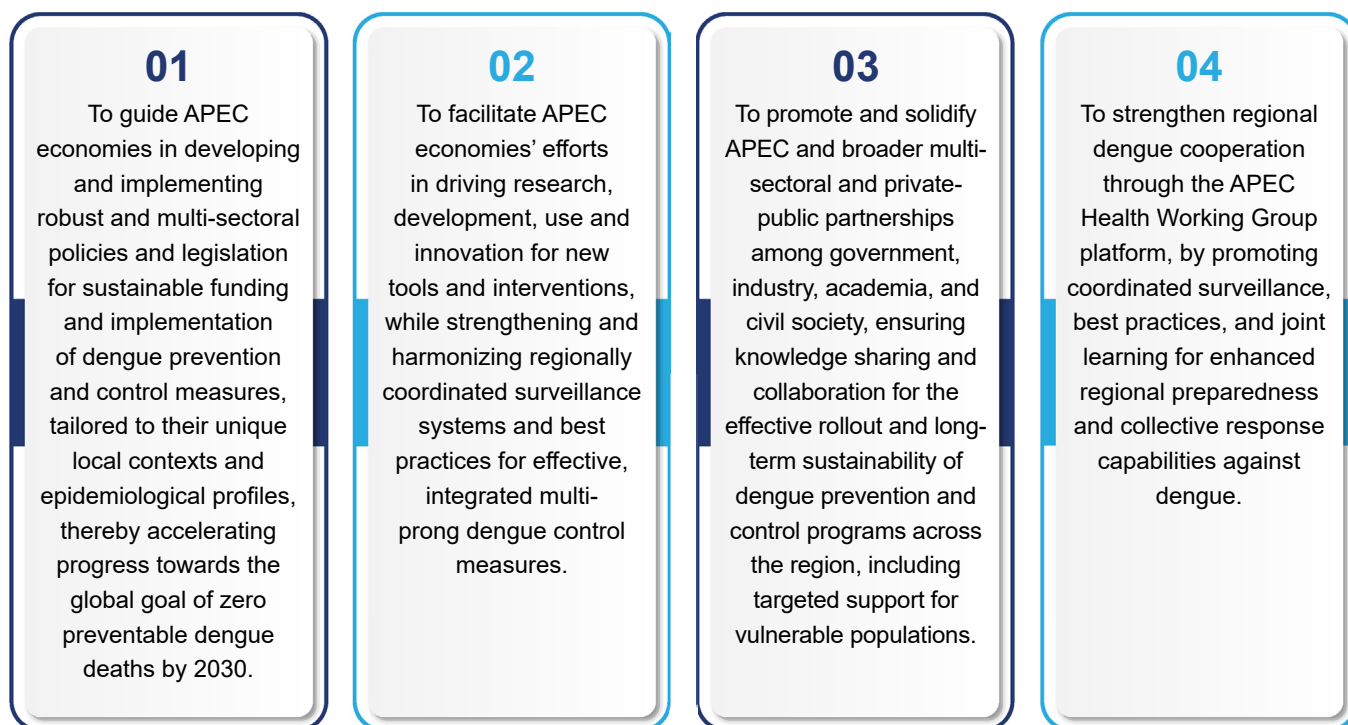 01
To guide APEC
economies in developing
and implementing
robust and multi-sectoral
policies and legislation
for sustainable funding
and implementation
of dengue prevention
and control measures,
tailored to their unique
local contexts and
epidemiological profiles,
thereby accelerating
progress towards the
global goal of zero
preventable dengue
deaths by 2030.
02
To facilitate APEC
economies’ efforts
in driving research,
development, use and
innovation for new
tools and interventions,
while strengthening and
harmonizing regionally
coordinated surveillance
systems and best
practices for effective,
integrated multi-
prong dengue control
measures.
03
To promote and solidify
APEC and broader multi-
sectoral and private-
public partnerships
among government,
industry, academia, and
civil society, ensuring
knowledge sharing and
collaboration for the
effective rollout and long-
term sustainability of
dengue prevention and
control programs across
the region, including
targeted support for
vulnerable populations.
04
To strengthen regional
dengue cooperation
through the APEC
Health Working Group
platform, by promoting
coordinated surveillance,
best practices, and joint
learning for enhanced
regional preparedness
and collective response
capabilities against
dengue.